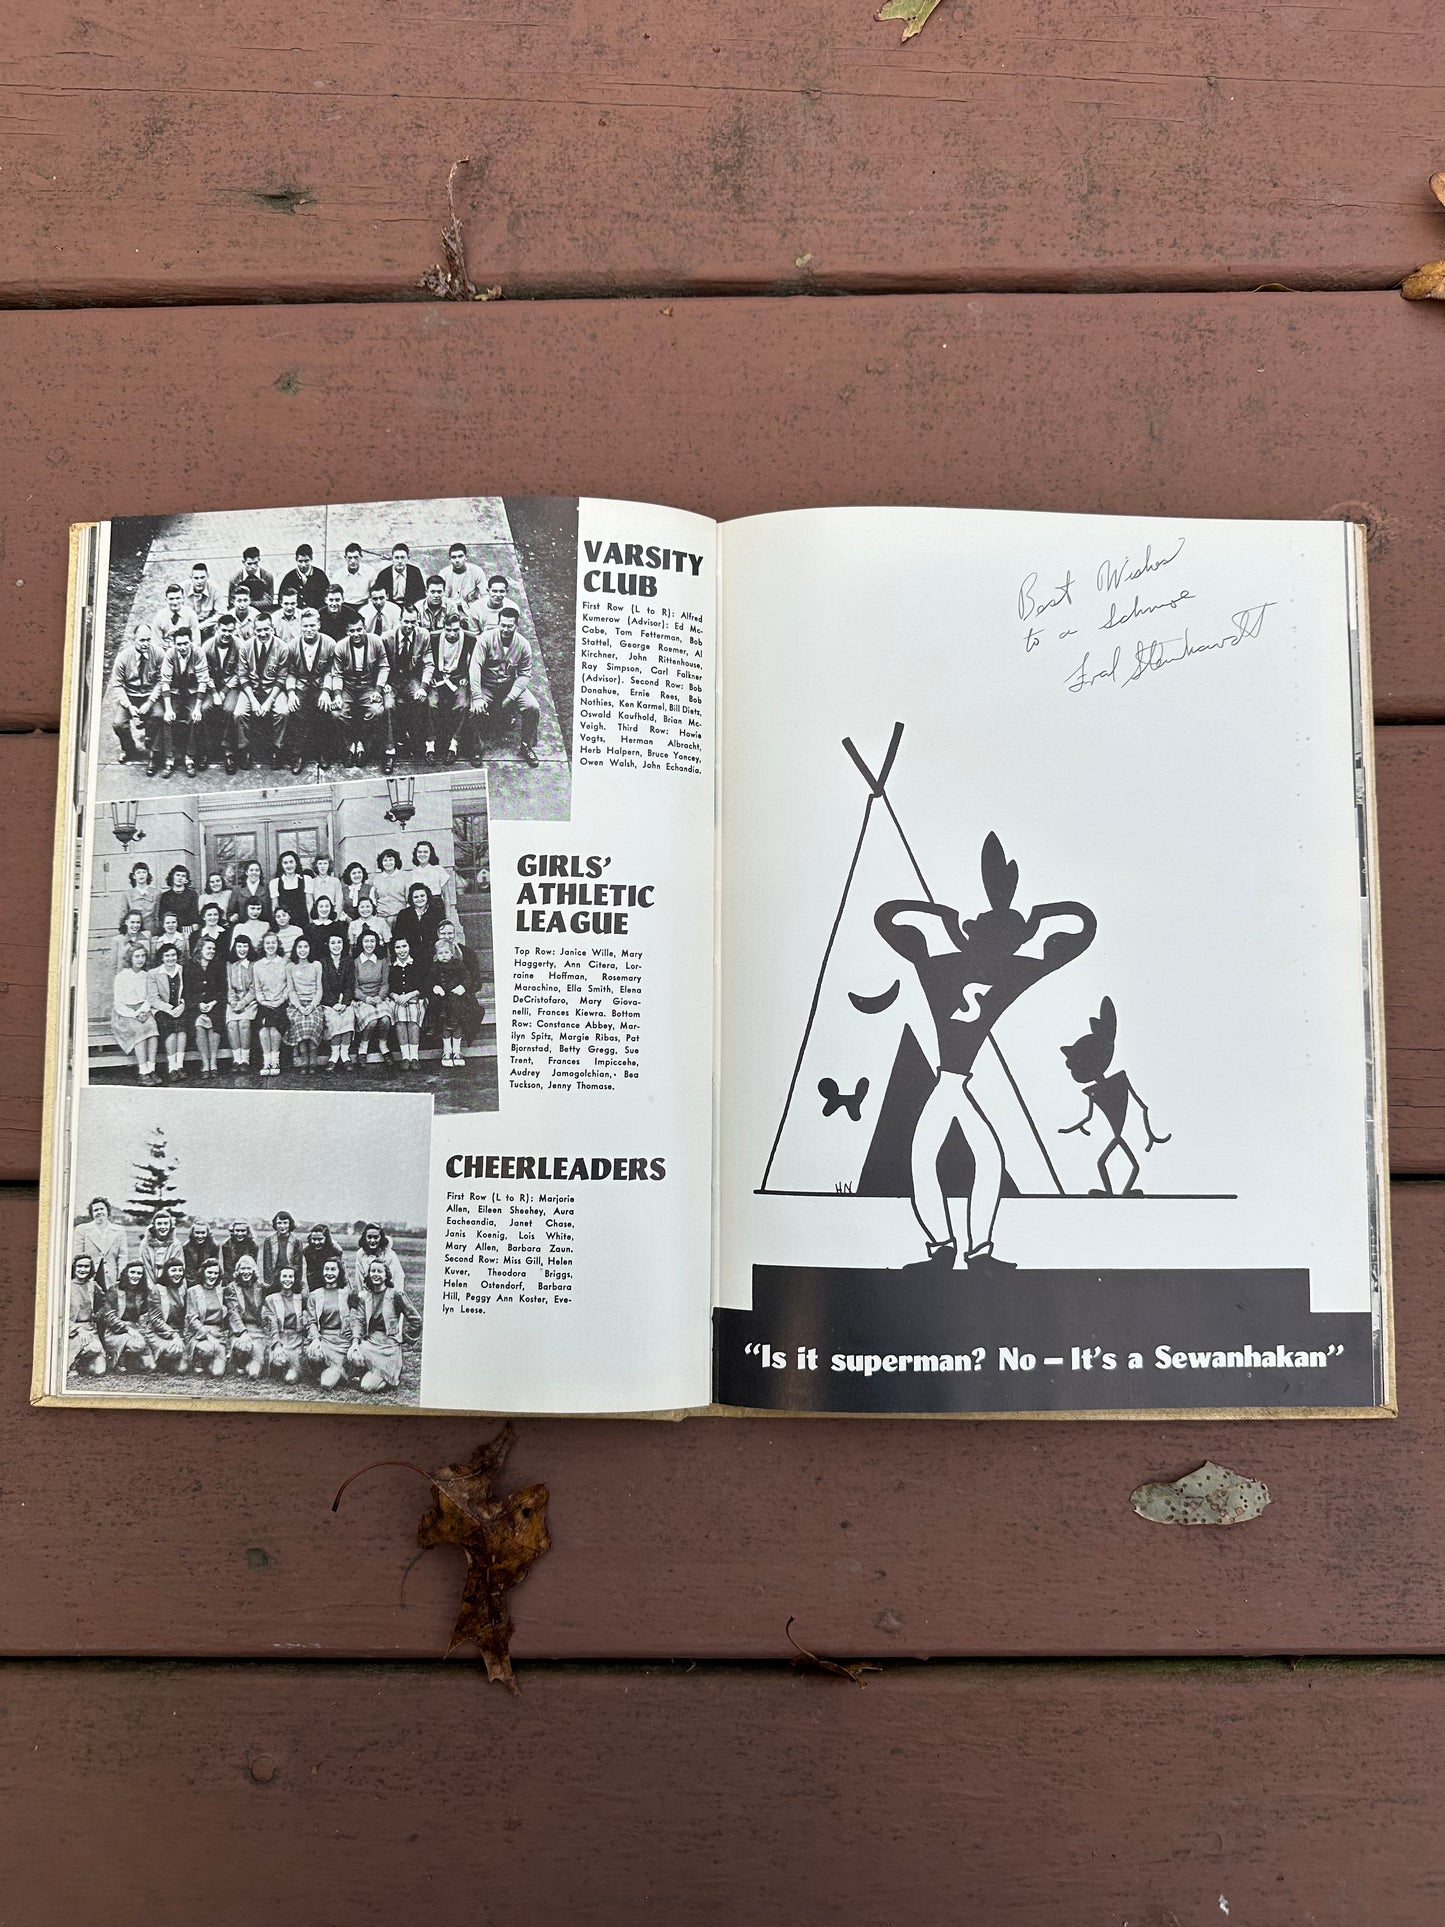 VARSITY
CLUB
First Row (L to R): Alfred
Kumerow (Advisor); Ed Mc-
Cabe, Tom Fetterman, Bob
Stattel, George Roemer, Al
Kirchner, John Rittenhouse,
Ray Simpson, Carl Falkner
(Advisor). Second Row: Bob
Donahue, Ernie Rees, Bob
Nothies, Ken Karmel, Bill Dietz,
Oswald Kaufhold, Brian Mc-
Veigh. Third Row: Howie
Vogts, Herman Albracht,
Herb Halpern, Bruce Yancey,
Owen Walsh, John Echandia.
GIRLS'
ATHLETIC
LEAGUE
Top Row: Janice Wille, Mary
Haggerty, Ann Citera, Lor-
raine Hoffman, Rosemary
Marachino, Ella Smith, Elena
DeCristofaro, Mary Giova-
nelli, Frances Kiewra. Bottom
Row: Constance Abbey, Mar-
ilyn Spitz, Margie Ribas, Pat
Bjornstad, Betty Gregg, Sue
Trent, Frances Impiccehe,
Audrey Jamogolchian, Bea
Tuckson, Jenny Thomase.
CHEERLEADERS
First Row (L to R): Marjorie
Allen, Eileen Sheehey, Aura
Eacheandia, Janet Chase,
Janis Koenig, Lois White,
Mary Allen, Barbara Zaun.
Second Row: Miss Gill, Helen
Kuver, Theodora Briggs,
Helen Ostendorf, Barbara
Hill, Peggy Ann Koster, Eve-
lyn Leese.
Best Wishes
to a
S
HN
"Is it superman? No – It's a Sewanhakan"